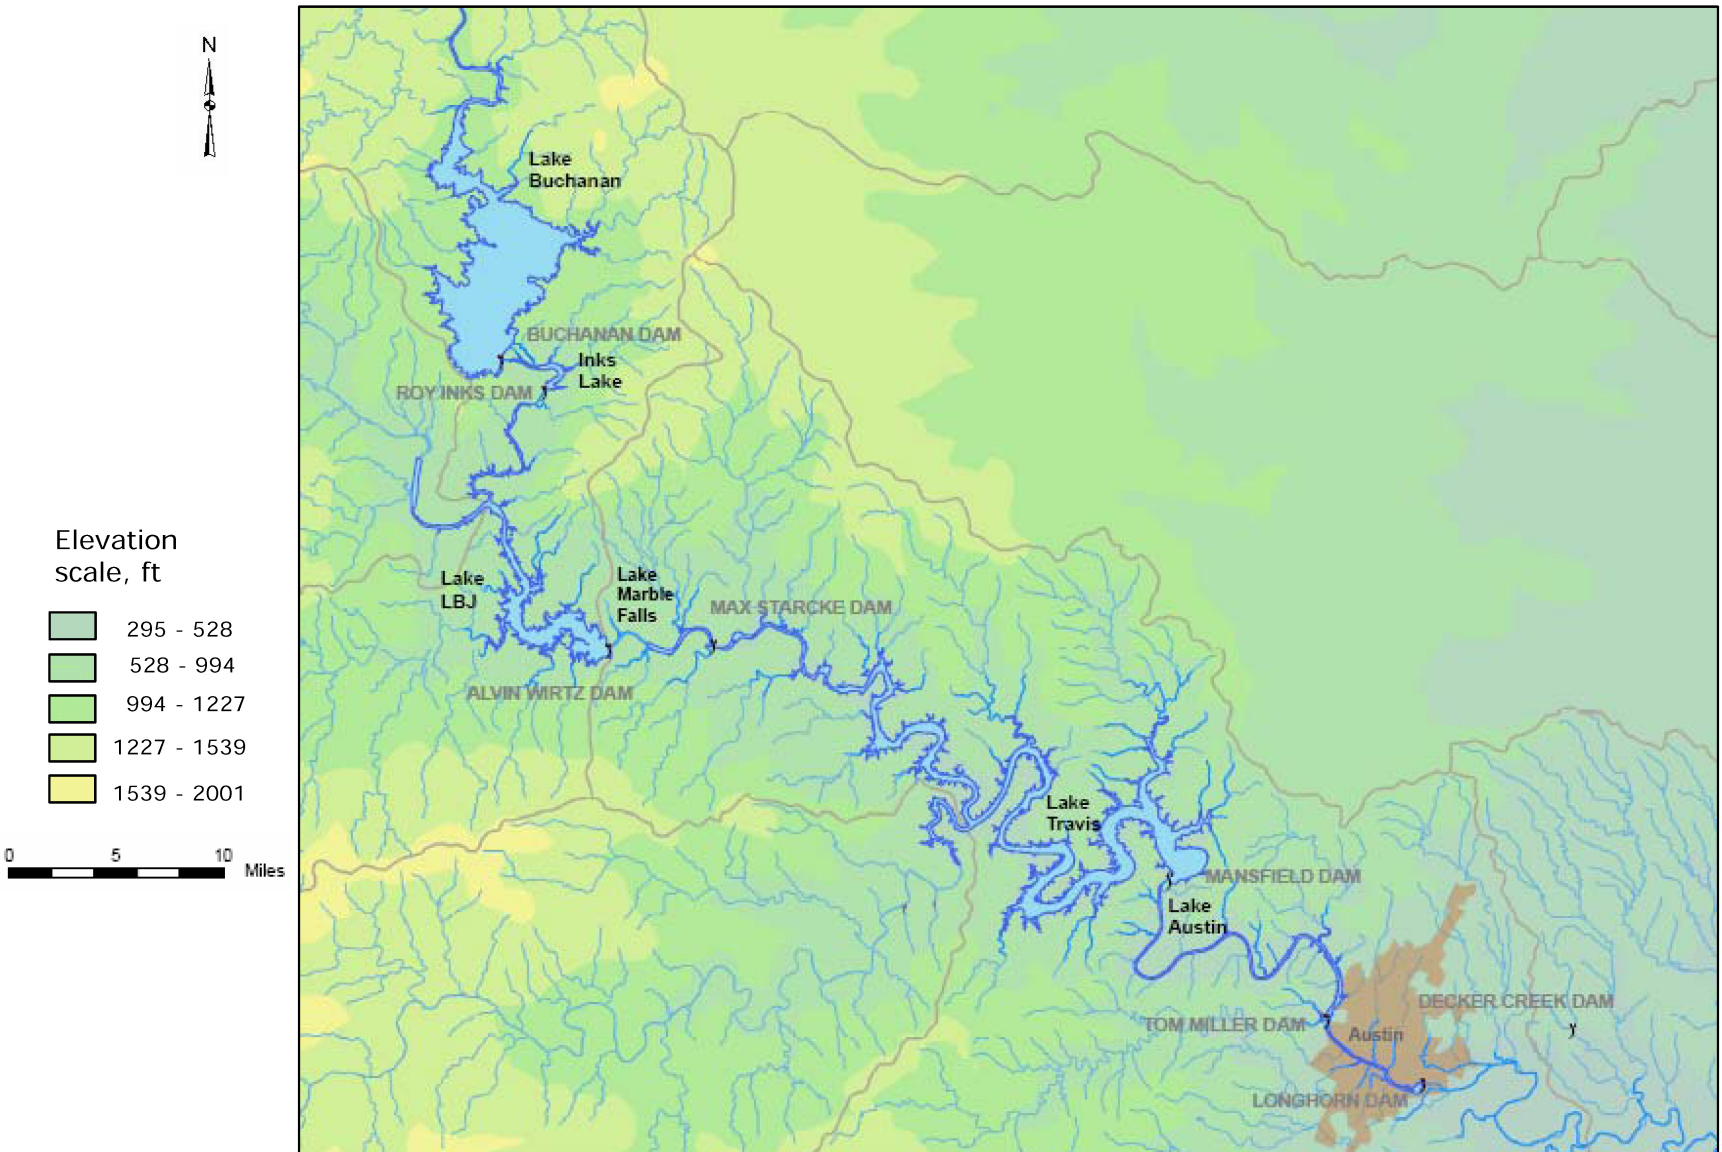 N
Lake
Buchanan
BUCHANAN DAM
Inks
Lake
ROY INKS DAM
Elevation
scale, ft
295 - 528
528 - 994
994 - 1227
1227 - 1539
1539 - 2001
0 5 10
Miles
Lake
LBJ
Lake
Marble
Falls
MAX STARCKE DAM
ALVIN WIRTZ DAM
Lake
Travis
MANSFIELD DAM
Lake
Austin
DECKER CREEK DAM
TOM MILLER DAM
Austin
LONGHORN DAM